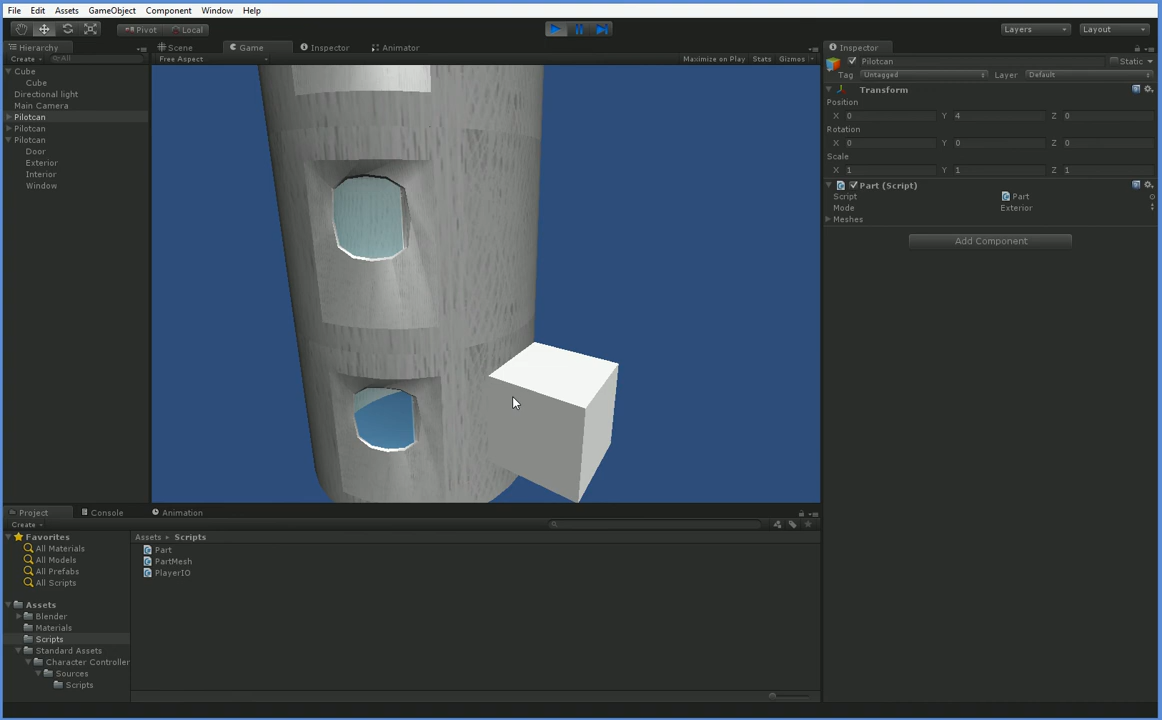 File Edit Assets GameObject Component Window Help
Pivot Local Layers Layout
Hierarchy Scene Game Inspector Animator Inspector
Create All Free Aspect Maximize on Play Stats Gizmos
Cube
Cube
Directional light
Main Camera
Pilotcan
Pilotcan
Pilotcan
Door
Exterior
Interior
Window
Pilotcan Static
Tag Untagged Layer Default
Transform
Position
X 0 Y 4 Z 0
Rotation
X 0 Y 0 Z 0
Scale
X 1 Y 1 Z 1
Part (Script)
Script Part
Mode Exterior
Meshes
Add Component
Project Console Animation
Create
Favorites
All Materials
All Models
All Prefabs
All Scripts
Assets
Blender
Materials
Scripts
Standard Assets
Character Controller
Sources
Scripts
Assets Scripts
Part
PartMesh
PlayerIO